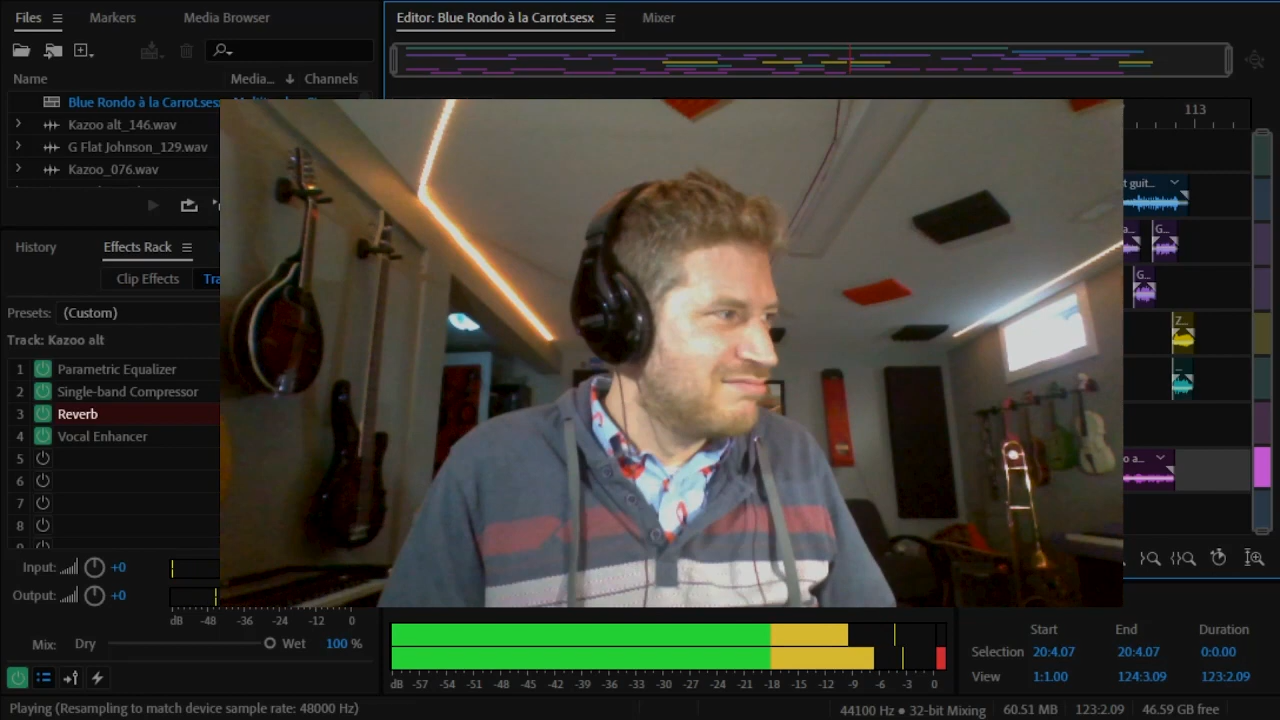 Files
Markers
Media Browser
Editor: Blue Rondo à la Carrot.sesx
Mixer
Name
Media...
Channels
Blue Rondo à la Carrot.ses
Kazoo alt_146.wav
G Flat Johnson_129.wav
Kazoo_076.wav
113
t guit...
a...
G...
G...
Z...
o a...
History
Effects Rack
Clip Effects
Tra
Presets: (Custom)
Track: Kazoo alt
1 Parametric Equalizer
2 Single-band Compressor
3 Reverb
4 Vocal Enhancer
5
6
7
8
Input: +0
Output: +0
dB -48 -36 -24 -12 0
Mix: Dry Wet 100 %
dB -57 -54 -51 -48 -45 -42 -39 -36 -33 -30 -27 -24 -21 -18 -15 -12 -9 -6 -3 0
Start End Duration
Selection 20:4.07 20:4.07 0:0.00
View 1:1.00 124:3.09 123:2.09
Playing (Resampling to match device sample rate: 48000 Hz)
44100 Hz ● 32-bit Mixing 60.51 MB 123:2.09 46.59 GB free